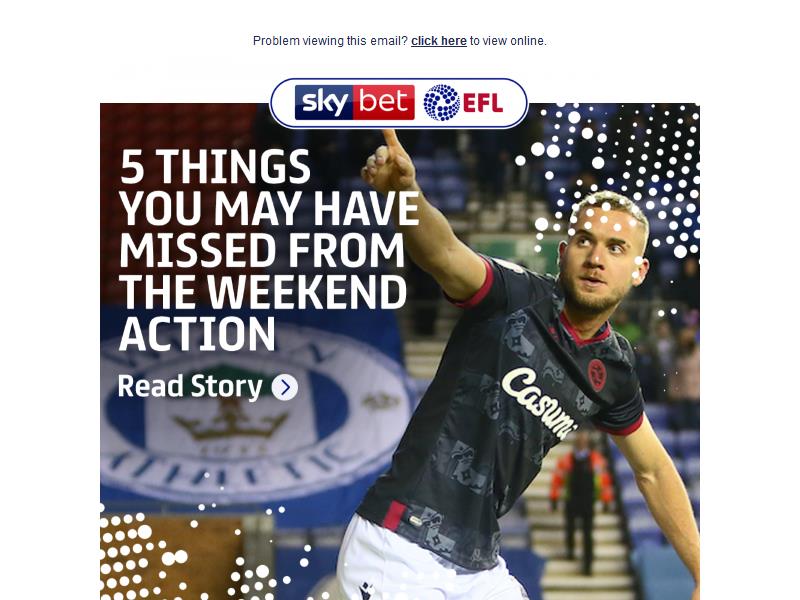 Problem viewing this email? click here to view online.
sky bet EFL
5 THINGS
YOU MAY HAVE
MISSED FROM
THE WEEKEND
ACTION
Read Story
ATHLETIC
Casumo